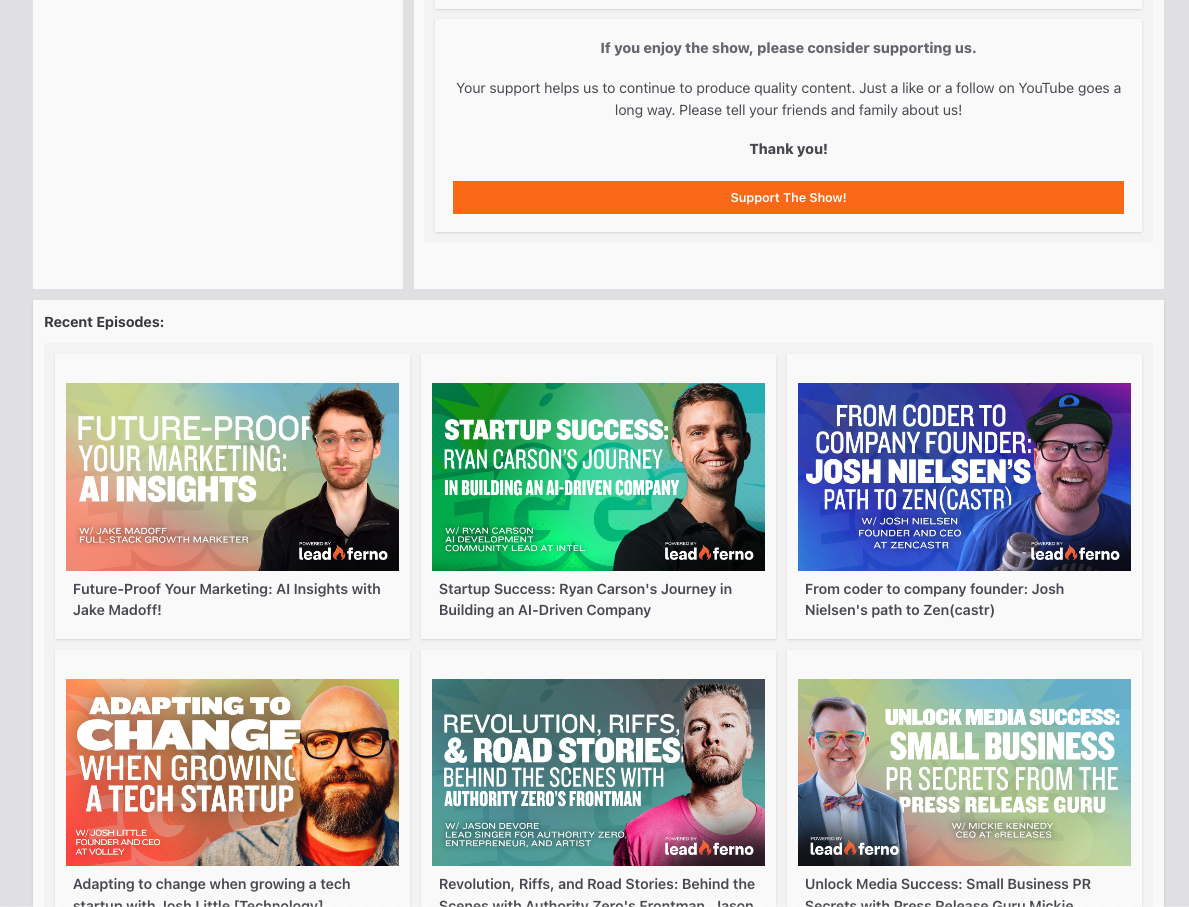 If you enjoy the show, please consider supporting us.
Your support helps us to continue to produce quality content. Just a like or a follow on YouTube goes a
long way. Please tell your friends and family about us!
Thank you!
Support The Show!
Recent Episodes:
FUTURE-PROOF
YOUR MARKETING:
AI INSIGHTS
W/ JAKE MADOFF
FULL-STACK GROWTH MARKETER
POWERED BY
leadferno
Future-Proof Your Marketing: AI Insights with
Jake Madoff!
STARTUP SUCCESS:
RYAN CARSON'S JOURNEY
IN BUILDING AN AI-DRIVEN COMPANY
W/ RYAN CARSON
AI DEVELOPMENT
COMMUNITY LEAD AT INTEL
POWERED BY
leadferno
Startup Success: Ryan Carson's Journey in
Building an AI-Driven Company
FROM CODER TO
COMPANY FOUNDER:
JOSH NIELSEN'S
PATH TO ZEN(CASTR)
W/ JOSH NIELSEN
FOUNDER AND CEO
AT ZENCASTR
POWERED BY
leadferno
From coder to company founder: Josh
Nielsen's path to Zen(castr)
ADAPTING TO
CHANGE
WHEN GROWING
A TECH STARTUP
W/ JOSH LITTLE
FOUNDER AND CEO
AT VOLLEY
Adapting to change when growing a tech
startup with Josh Little [Technology]
REVOLUTION, RIFFS,
& ROAD STORIES:
BEHIND THE SCENES WITH
AUTHORITY ZERO'S FRONTMAN
W/ JASON DEVORE
LEAD SINGER FOR AUTHORITY ZERO,
ENTREPRENEUR, AND ARTIST
POWERED BY
leadferno
Revolution, Riffs, and Road Stories: Behind the
Scenes with Authority Zero's Frontman, Jason
UNLOCK MEDIA SUCCESS:
SMALL BUSINESS
PR SECRETS FROM THE
PRESS RELEASE GURU
W/ MICKIE KENNEDY
CEO AT eRELEASES
POWERED BY
leadferno
Unlock Media Success: Small Business PR
Secrets with Press Release Guru Mickie